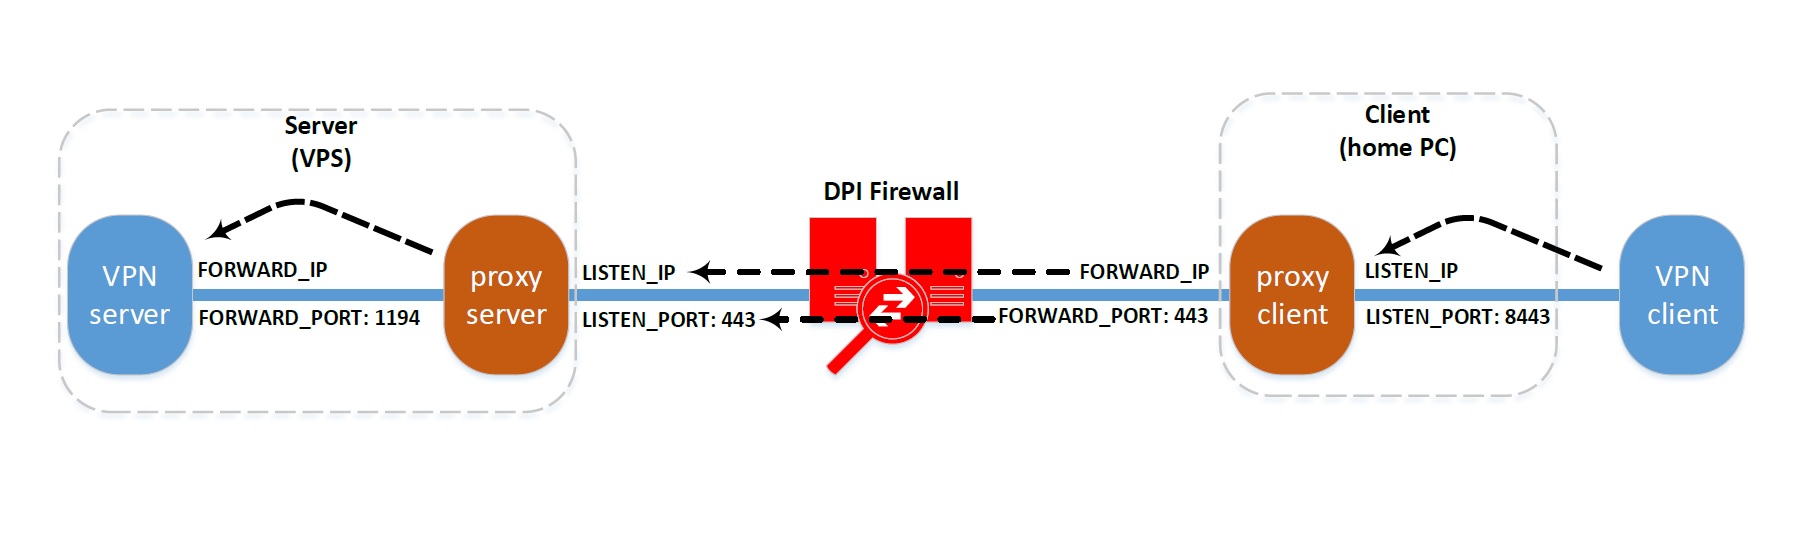 Server
(VPS)
VPN
server
FORWARD_IP
FORWARD_PORT: 1194
proxy
server
LISTEN_IP
LISTEN_PORT: 443
DPI Firewall
FORWARD_IP
FORWARD_PORT: 443
Client
(home PC)
proxy
client
LISTEN_IP
LISTEN_PORT: 8443
VPN
client